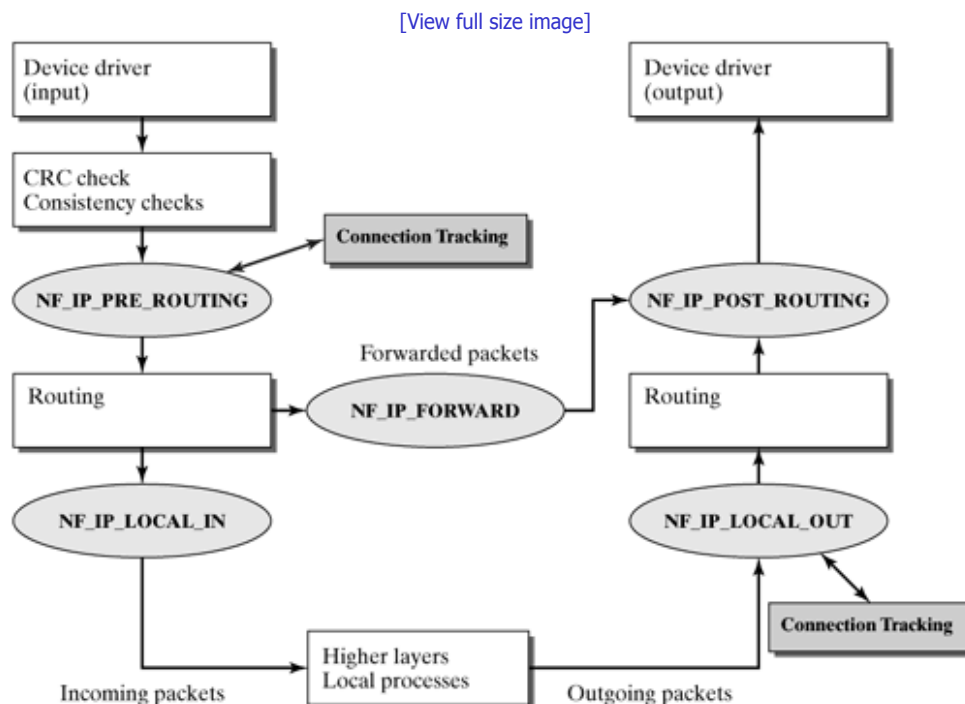 [View full size image]
Device driver
(input)
Device driver
(output)
CRC check
Consistency checks
Connection Tracking
NF_IP_PRE_ROUTING
NF_IP_POST_ROUTING
Forwarded packets
Routing
NF_IP_FORWARD
Routing
NF_IP_LOCAL_IN
NF_IP_LOCAL_OUT
Connection Tracking
Higher layers
Local processes
Incoming packets
Outgoing packets